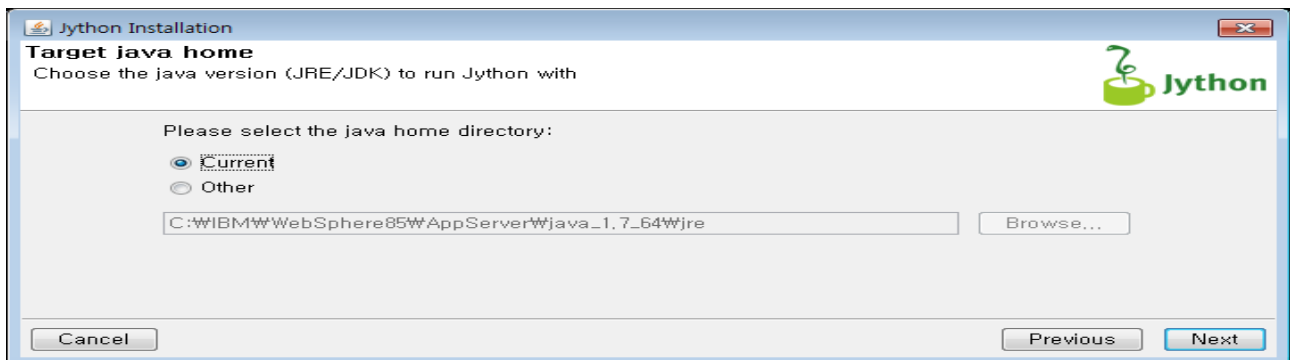 Jython Installation
Target java home
Choose the java version (JRE/JDK) to run Jython with
Jython
Please select the java home directory:
Current
Other
C:₩IBM₩WebSphere85₩AppServer₩java_1.7_64₩jre
Browse...
Cancel
Previous
Next